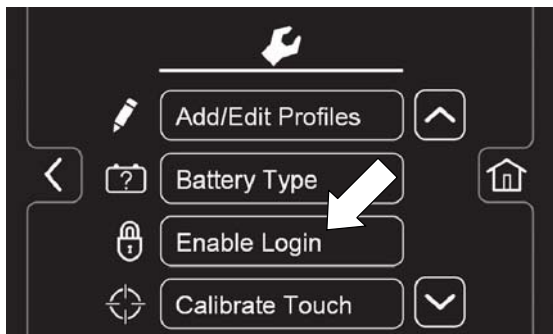 Add/Edit Profiles
Battery Type
Enable Login
Calibrate Touch